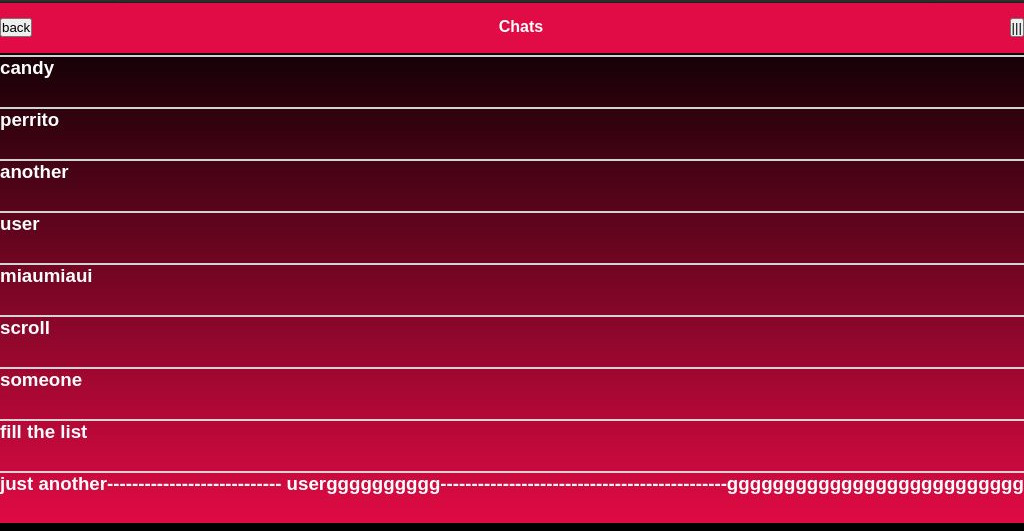 back
Chats
|||
candy
perrito
another
user
miaumiaui
scroll
someone
fill the list
just another---------------------------- usergggggggggg----------------------------------------------gggggggggggggggggggggggggg